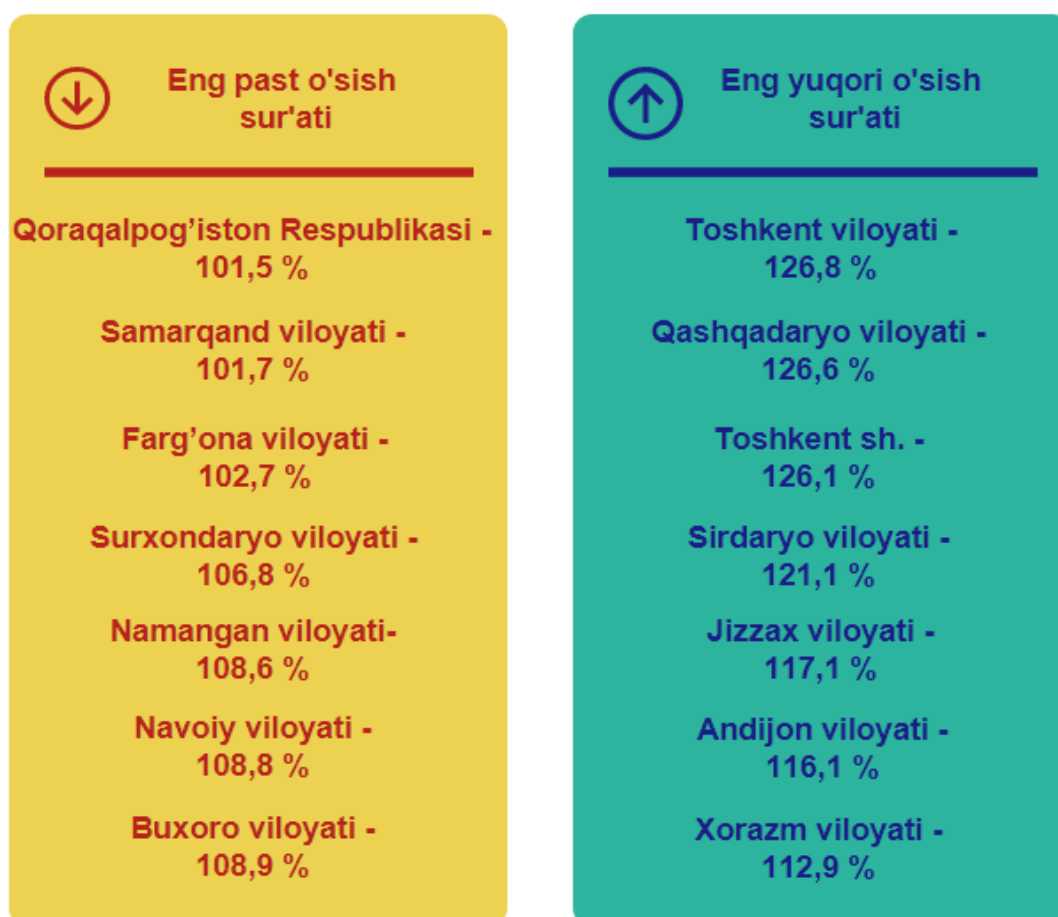 Eng past o'sish
sur'ati
Qoraqalpog’iston Respublikasi -
101,5 %
Samarqand viloyati -
101,7 %
Farg’ona viloyati -
102,7 %
Surxondaryo viloyati -
106,8 %
Namangan viloyati-
108,6 %
Navoiy viloyati -
108,8 %
Buxoro viloyati -
108,9 %
Eng yuqori o'sish
sur'ati
Toshkent viloyati -
126,8 %
Qashqadaryo viloyati -
126,6 %
Toshkent sh. -
126,1 %
Sirdaryo viloyati -
121,1 %
Jizzax viloyati -
117,1 %
Andijon viloyati -
116,1 %
Xorazm viloyati -
112,9 %